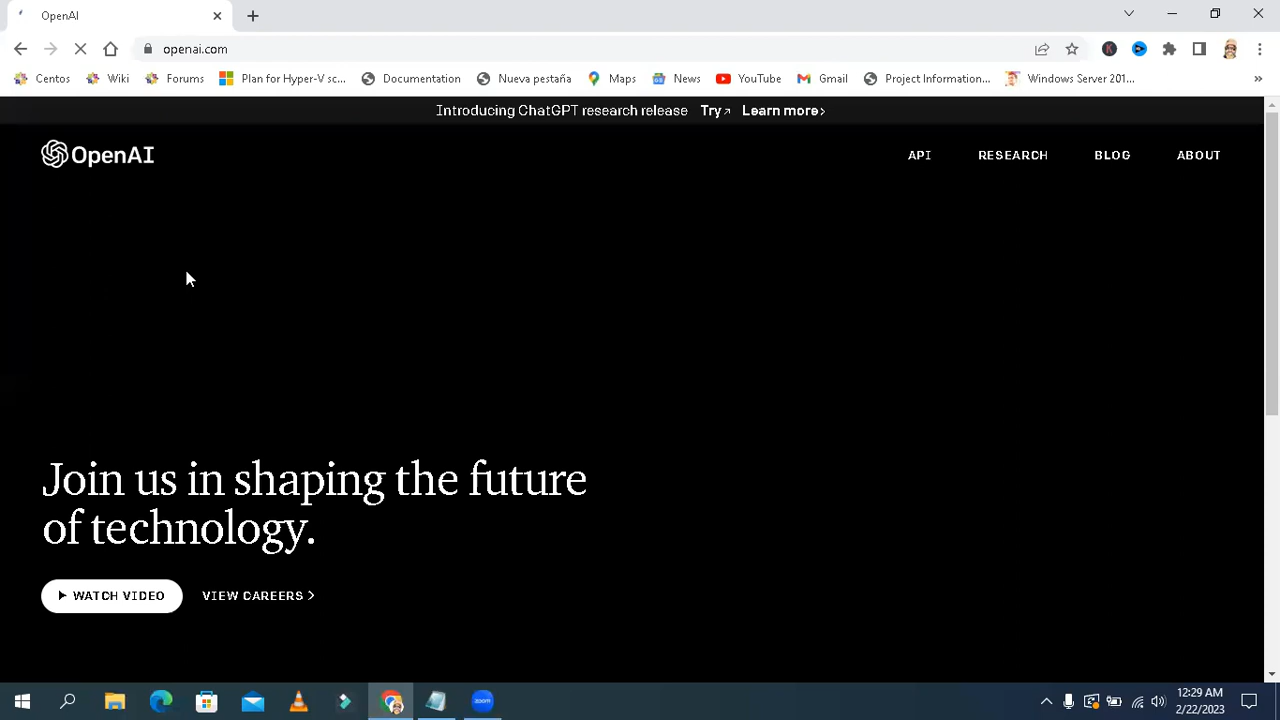 OpenAI
openai.com
Centos Wiki Forums Plan for Hyper-V sc... Documentation Nueva pestaña Maps News YouTube Gmail Project Information... Windows Server 201...
Introducing ChatGPT research release Try Learn more
OpenAI API RESEARCH BLOG ABOUT
Join us in shaping the future
of technology.
WATCH VIDEO VIEW CAREERS
zoom
12:29 AM
2/22/2023